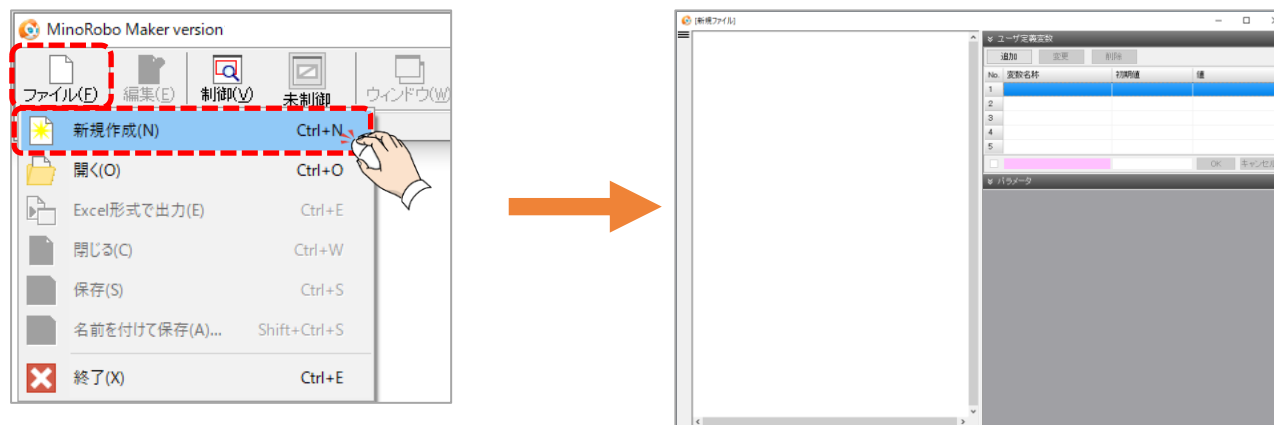 MinoRobo Maker version
ファイル(F) 編集(E) 制御(V) 未制御 ウィンドウ(W
新規作成(N) Ctrl+N
開く(O) Ctrl+O
Excel形式で出力(E) Ctrl+E
閉じる(C) Ctrl+W
保存(S) Ctrl+S
名前を付けて保存(A)... Shift+Ctrl+S
終了(X) Ctrl+E
[新規ファイル]
ユーザ定義変数
追加 変更 削除
No. 変数名称 初期値 値
1
2
3
4
5
OK キャンセル
パラメータ